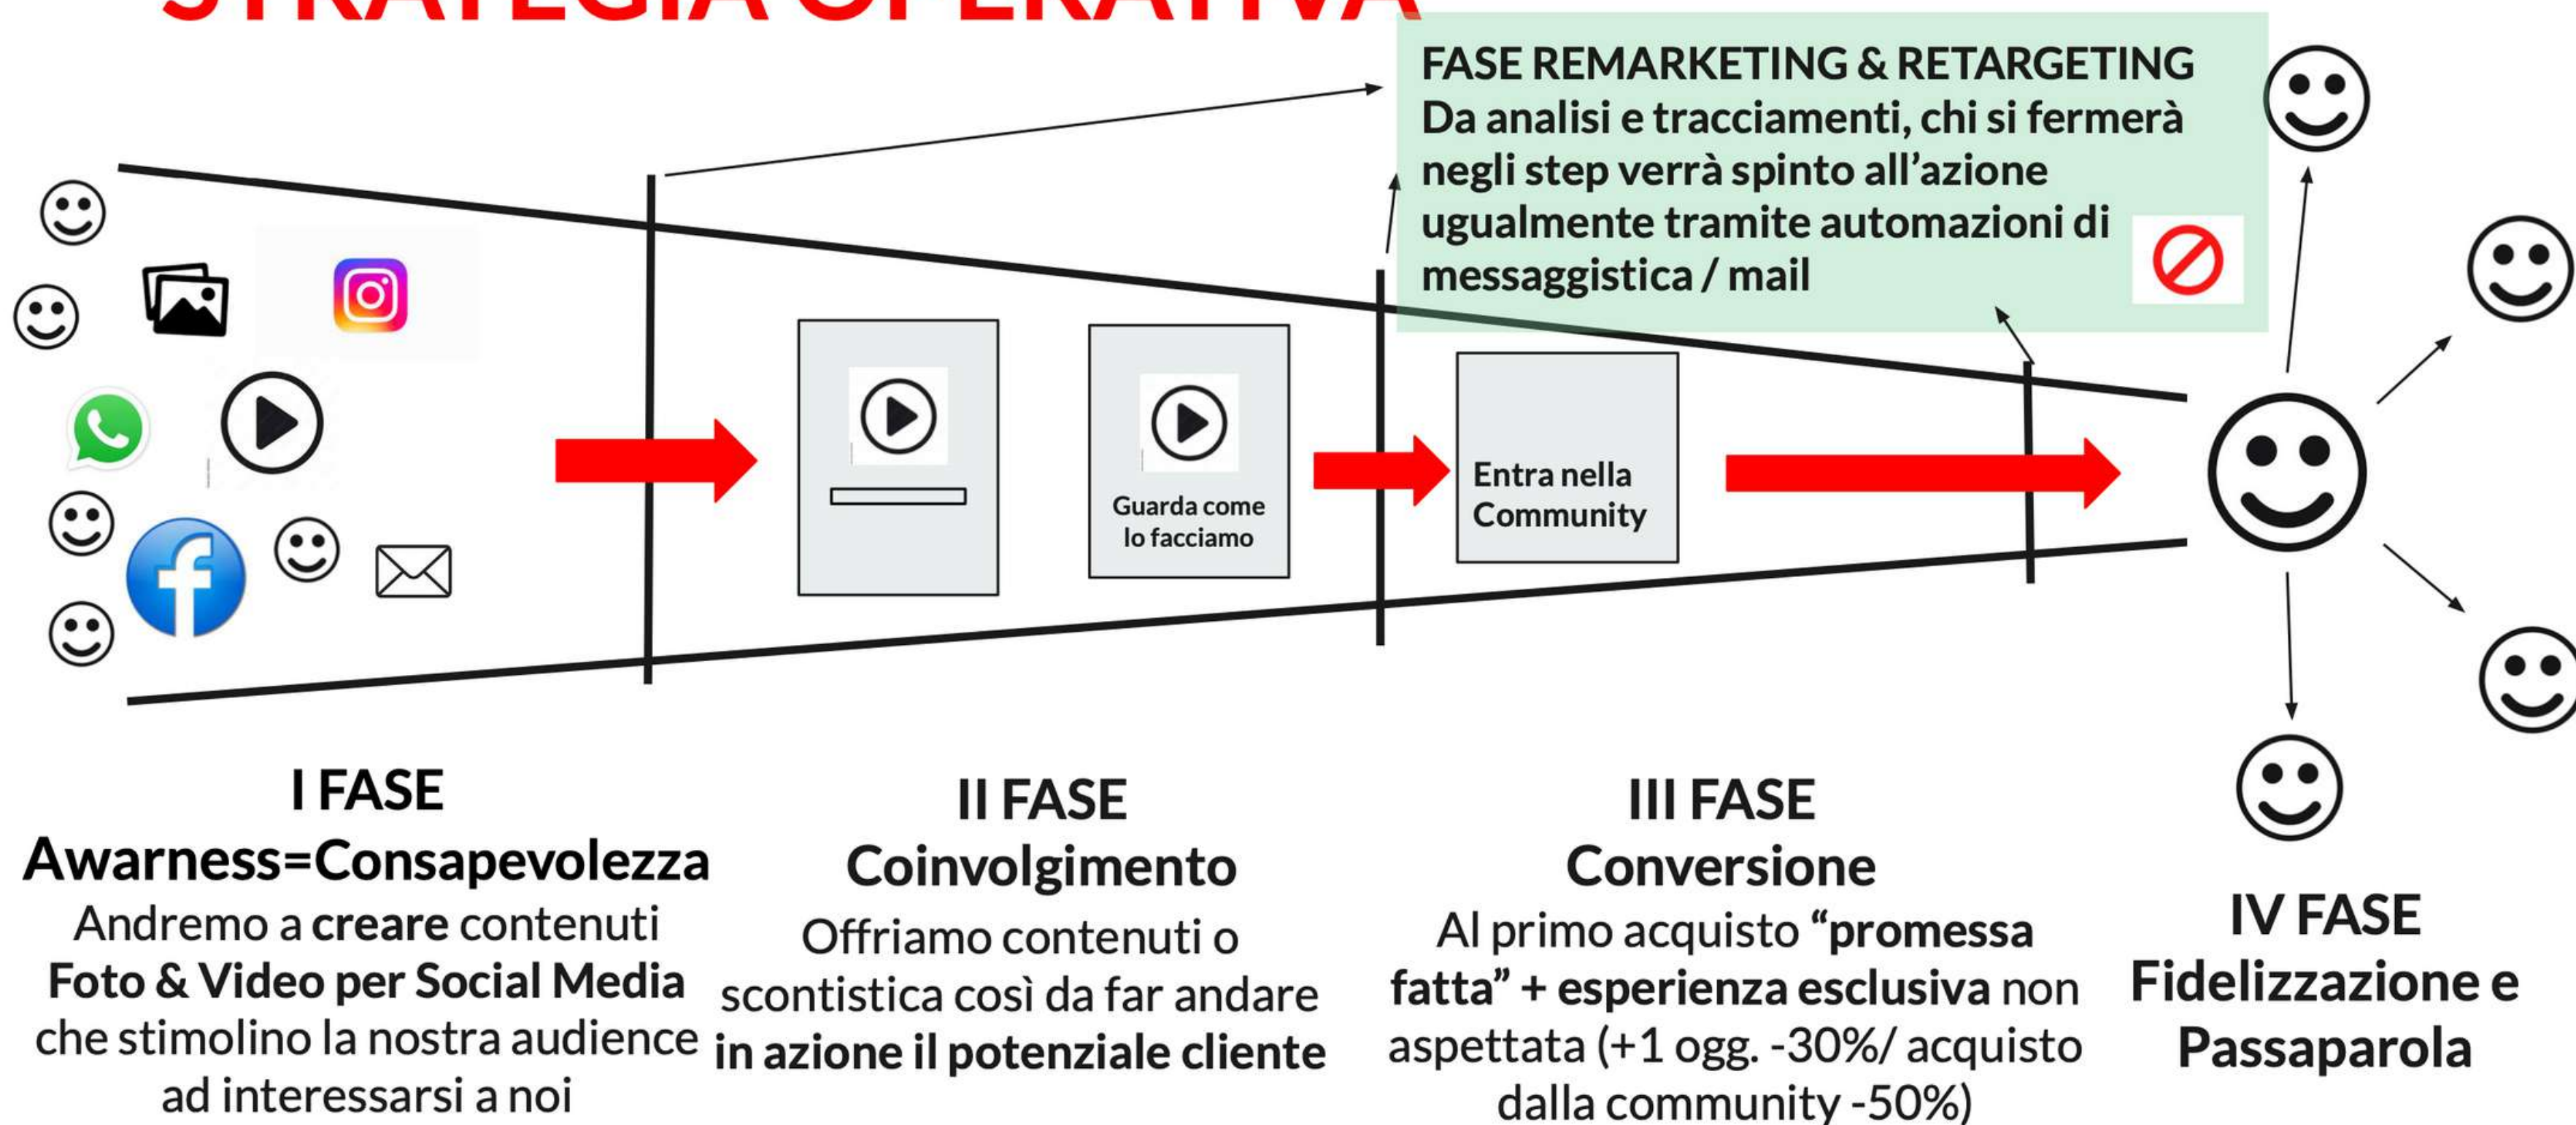 STRATEGIA OPERATIVA
FASE REMARKETING & RETARGETING
Da analisi e tracciamenti, chi si fermerà
negli step verrà spinto all’azione
ugualmente tramite automazioni di
messaggistica / mail
Guarda come
lo facciamo
Entra nella
Community
I FASE
Awarness=Consapevolezza
Andremo a creare contenuti
Foto & Video per Social Media
che stimolino la nostra audience
ad interessarsi a noi
II FASE
Coinvolgimento
Offriamo contenuti o
scontistica così da far andare
in azione il potenziale cliente
III FASE
Conversione
Al primo acquisto “promessa
fatta” + esperienza esclusiva non
aspettata (+1 ogg. -30%/ acquisto
dalla community -50%)
IV FASE
Fidelizzazione e
Passaparola